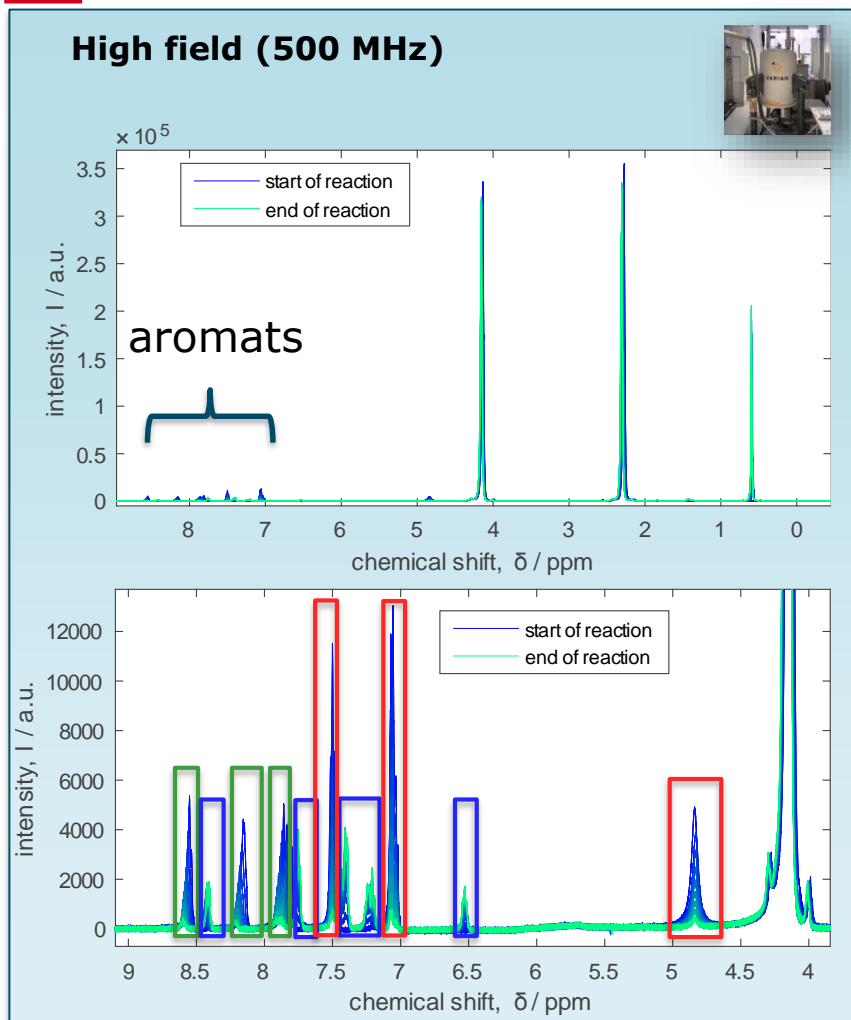 High field (500 MHz)
VARIAN
× 10 5
3.5
3
2.5
2
1.5
1
0.5
0
intensity, I / a.u.
start of reaction
end of reaction
aromats
8 7 6 5 4 3 2 1 0
chemical shift, δ / ppm
12000
10000
8000
6000
4000
2000
0
intensity, I / a.u.
start of reaction
end of reaction
9 8.5 8 7.5 7 6.5 6 5.5 5 4.5 4
chemical shift, δ / ppm